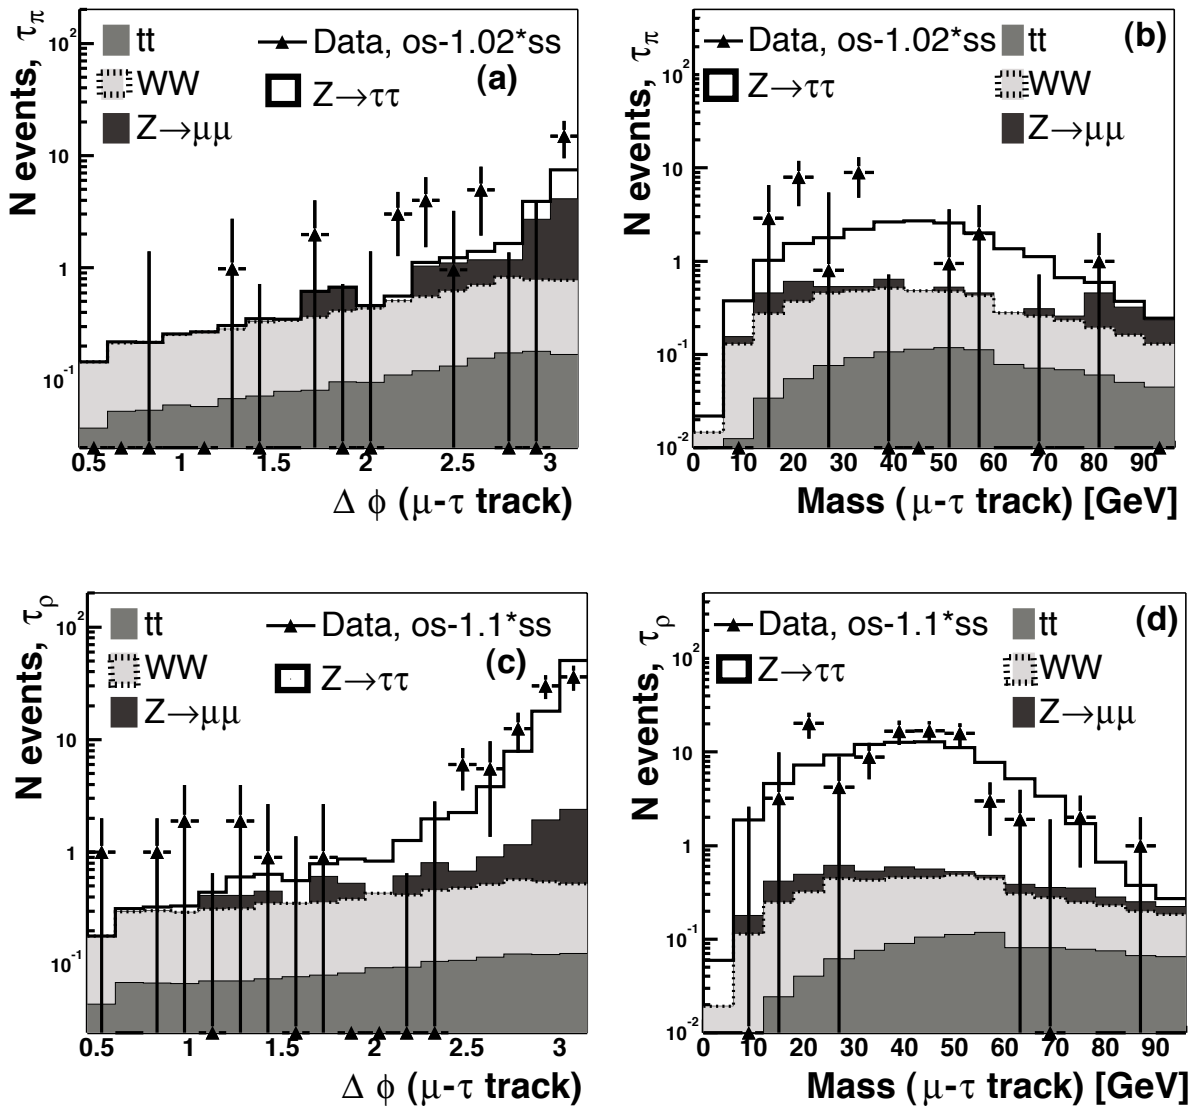 N events, τπ
10²
10
1
10⁻¹
tt
WW
Z→μμ
Data, os-1.02*ss
Z→ττ
(a)
0.5 1 1.5 2 2.5 3
Δ ϕ (μ-τ track)
N events, τπ
10²
10
1
10⁻¹
10⁻²
Data, os-1.02*ss
Z→ττ
tt
WW
Z→μμ
(b)
0 10 20 30 40 50 60 70 80 90
Mass (μ-τ track) [GeV]
N events, τρ
10²
10
1
10⁻¹
tt
WW
Z→μμ
Data, os-1.1*ss
Z→ττ
(c)
0.5 1 1.5 2 2.5 3
Δ ϕ (μ-τ track)
N events, τρ
10²
10
1
10⁻¹
10⁻²
Data, os-1.1*ss
Z→ττ
tt
WW
Z→μμ
(d)
0 10 20 30 40 50 60 70 80 90
Mass (μ-τ track) [GeV]